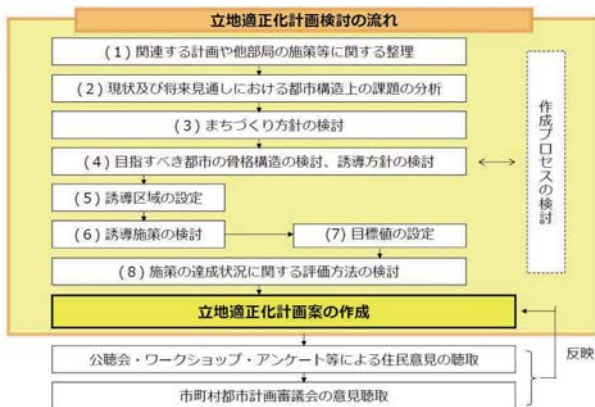 立地適正化計画検討の流れ
(1)関連する計画や他部局の施策等に関する整理
(2)現状及び将来見通しにおける都市構造上の課題の分析
(3)まちづくり方針の検討
(4)目指すべき都市の骨格構造の検討、誘導方針の検討
(5)誘導区域の設定
(6)誘導施策の検討
(7)目標値の設定
(8)施策の達成状況に関する評価方法の検討
作成プロセスの検討
立地適正化計画案の作成
公聴会・ワークショップ・アンケート等による住民意見の聴取
市町村都市計画審議会の意見聴取
反映